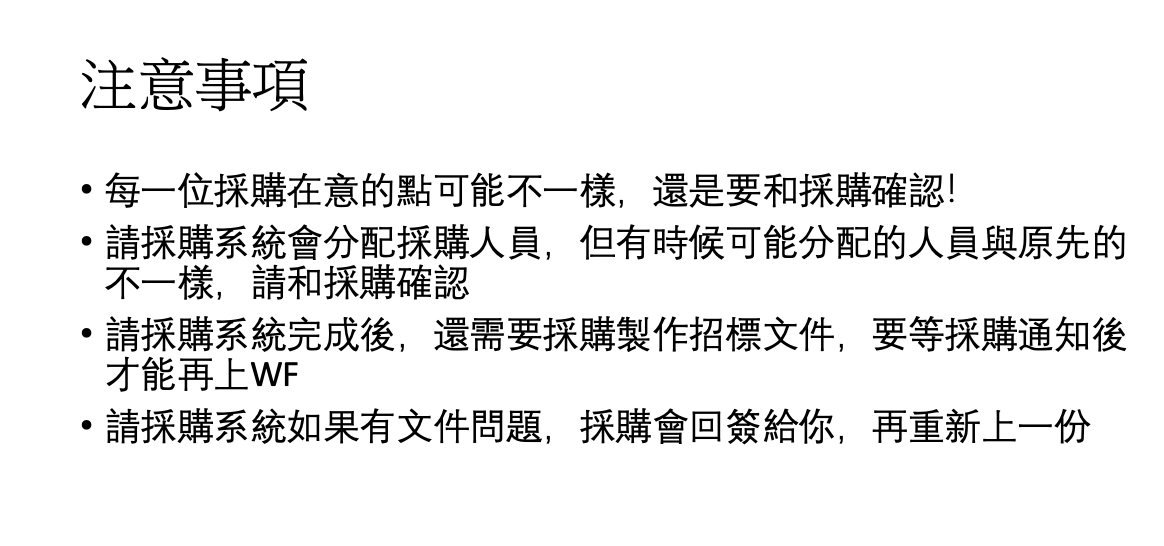 注意事項
• 每一位採購在意的點可能不一樣，還是要和採購確認!
• 請採購系統會分配採購人員，但有時候可能分配的人員與原先的
不一樣，請和採購確認
• 請採購系統完成後，還需要採購製作招標文件，要等採購通知後
才能再上WF
• 請採購系統如果有文件問題，採購會回簽給你，再重新上一份